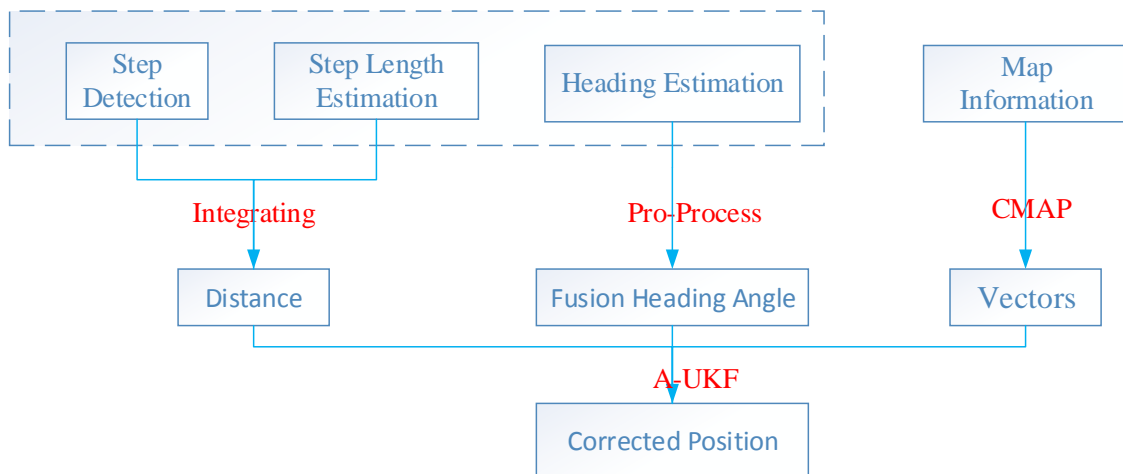 Step
Detection
Step Length
Estimation
Heading Estimation
Map
Information
Integrating
Pro-Process
CMAP
Distance
Fusion Heading Angle
Vectors
A-UKF
Corrected Position